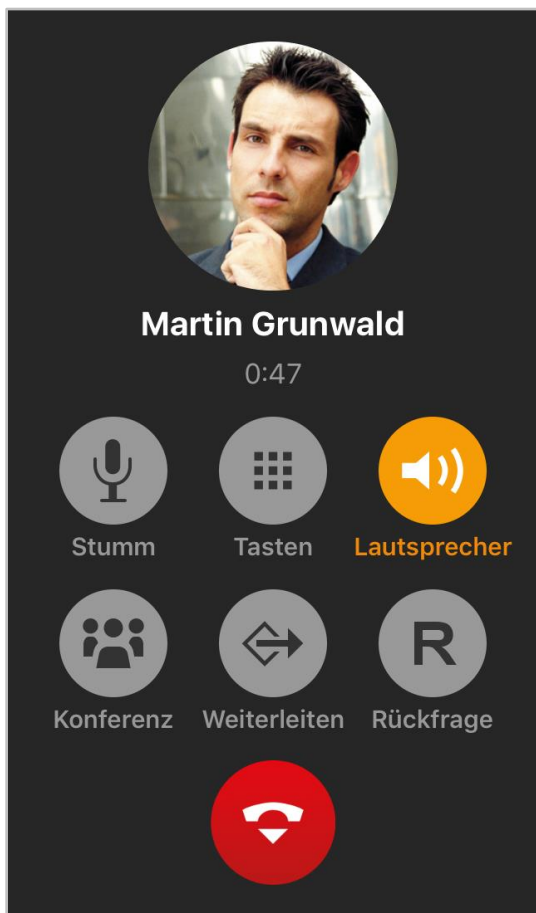 Martin Grunwald
0:47
Stumm Tasten Lautsprecher
R
Konferenz Weiterleiten Rückfrage